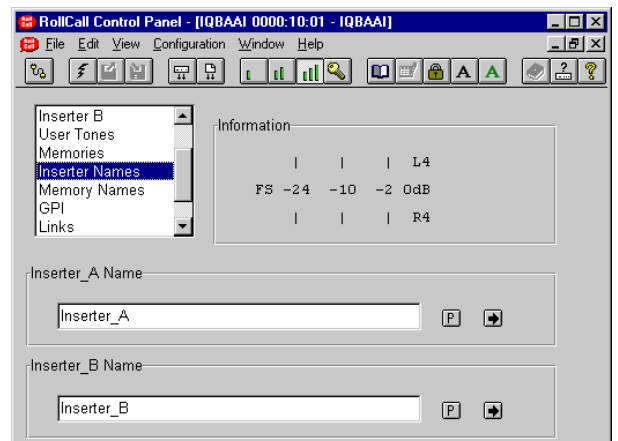 RollCall Control Panel - [IQBAAI 0000:10:01 - IQBAAI]
File Edit View Configuration Window Help
A A
Inserter B
User Tones
Memories
Inserter Names
Memory Names
GPI
Links
Information
| | | L4
FS -24 -10 -2 0dB
| | | R4
Inserter_A Name
Inserter_A P
Inserter_B Name
Inserter_B P